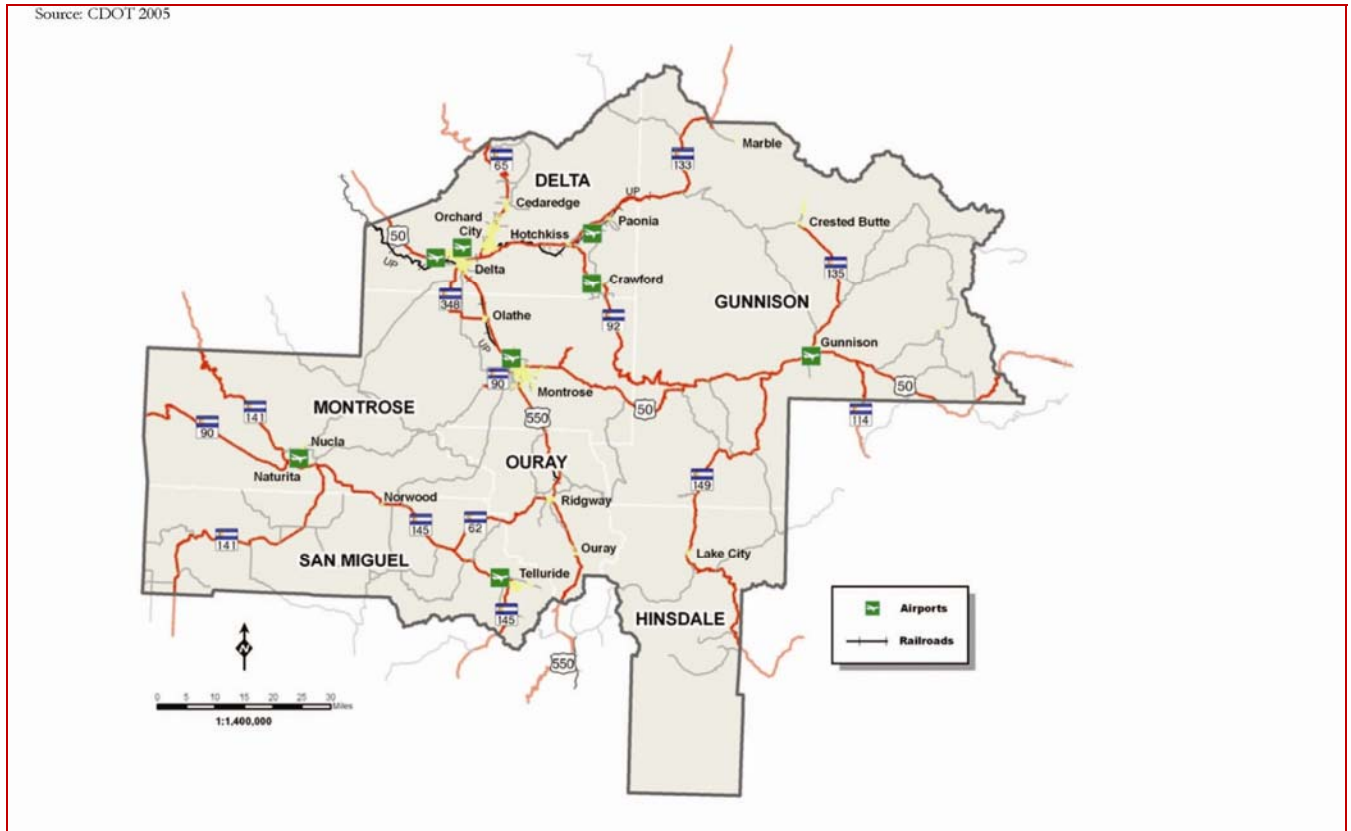 Source: CDOT 2005
Marble
65
133
DELTA
UP
Cedaredge
Orchard
City
Paonia
Hotchkiss
Crested Butte
50
UP
Delta
135
Crawford
348
GUNNISON
Olathe
92
UP
Gunnison
90
Montrose
50
MONTROSE
141
550
50
114
90
Nucla
OURAY
Naturita
149
Norwood
Ridgway
145
62
141
Ouray
Lake City
SAN MIGUEL
Telluride
145
HINSDALE
Airports
Railroads
N
550
0 5 10 15 20 25 30
Miles
1:1,400,000